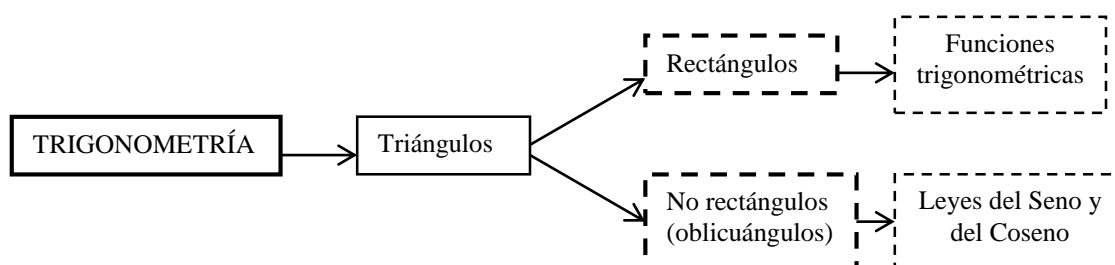 TRIGONOMETRÍA
Triángulos
Rectángulos
Funciones
trigonométricas
No rectángulos
(oblicuángulos)
Leyes del Seno y
del Coseno